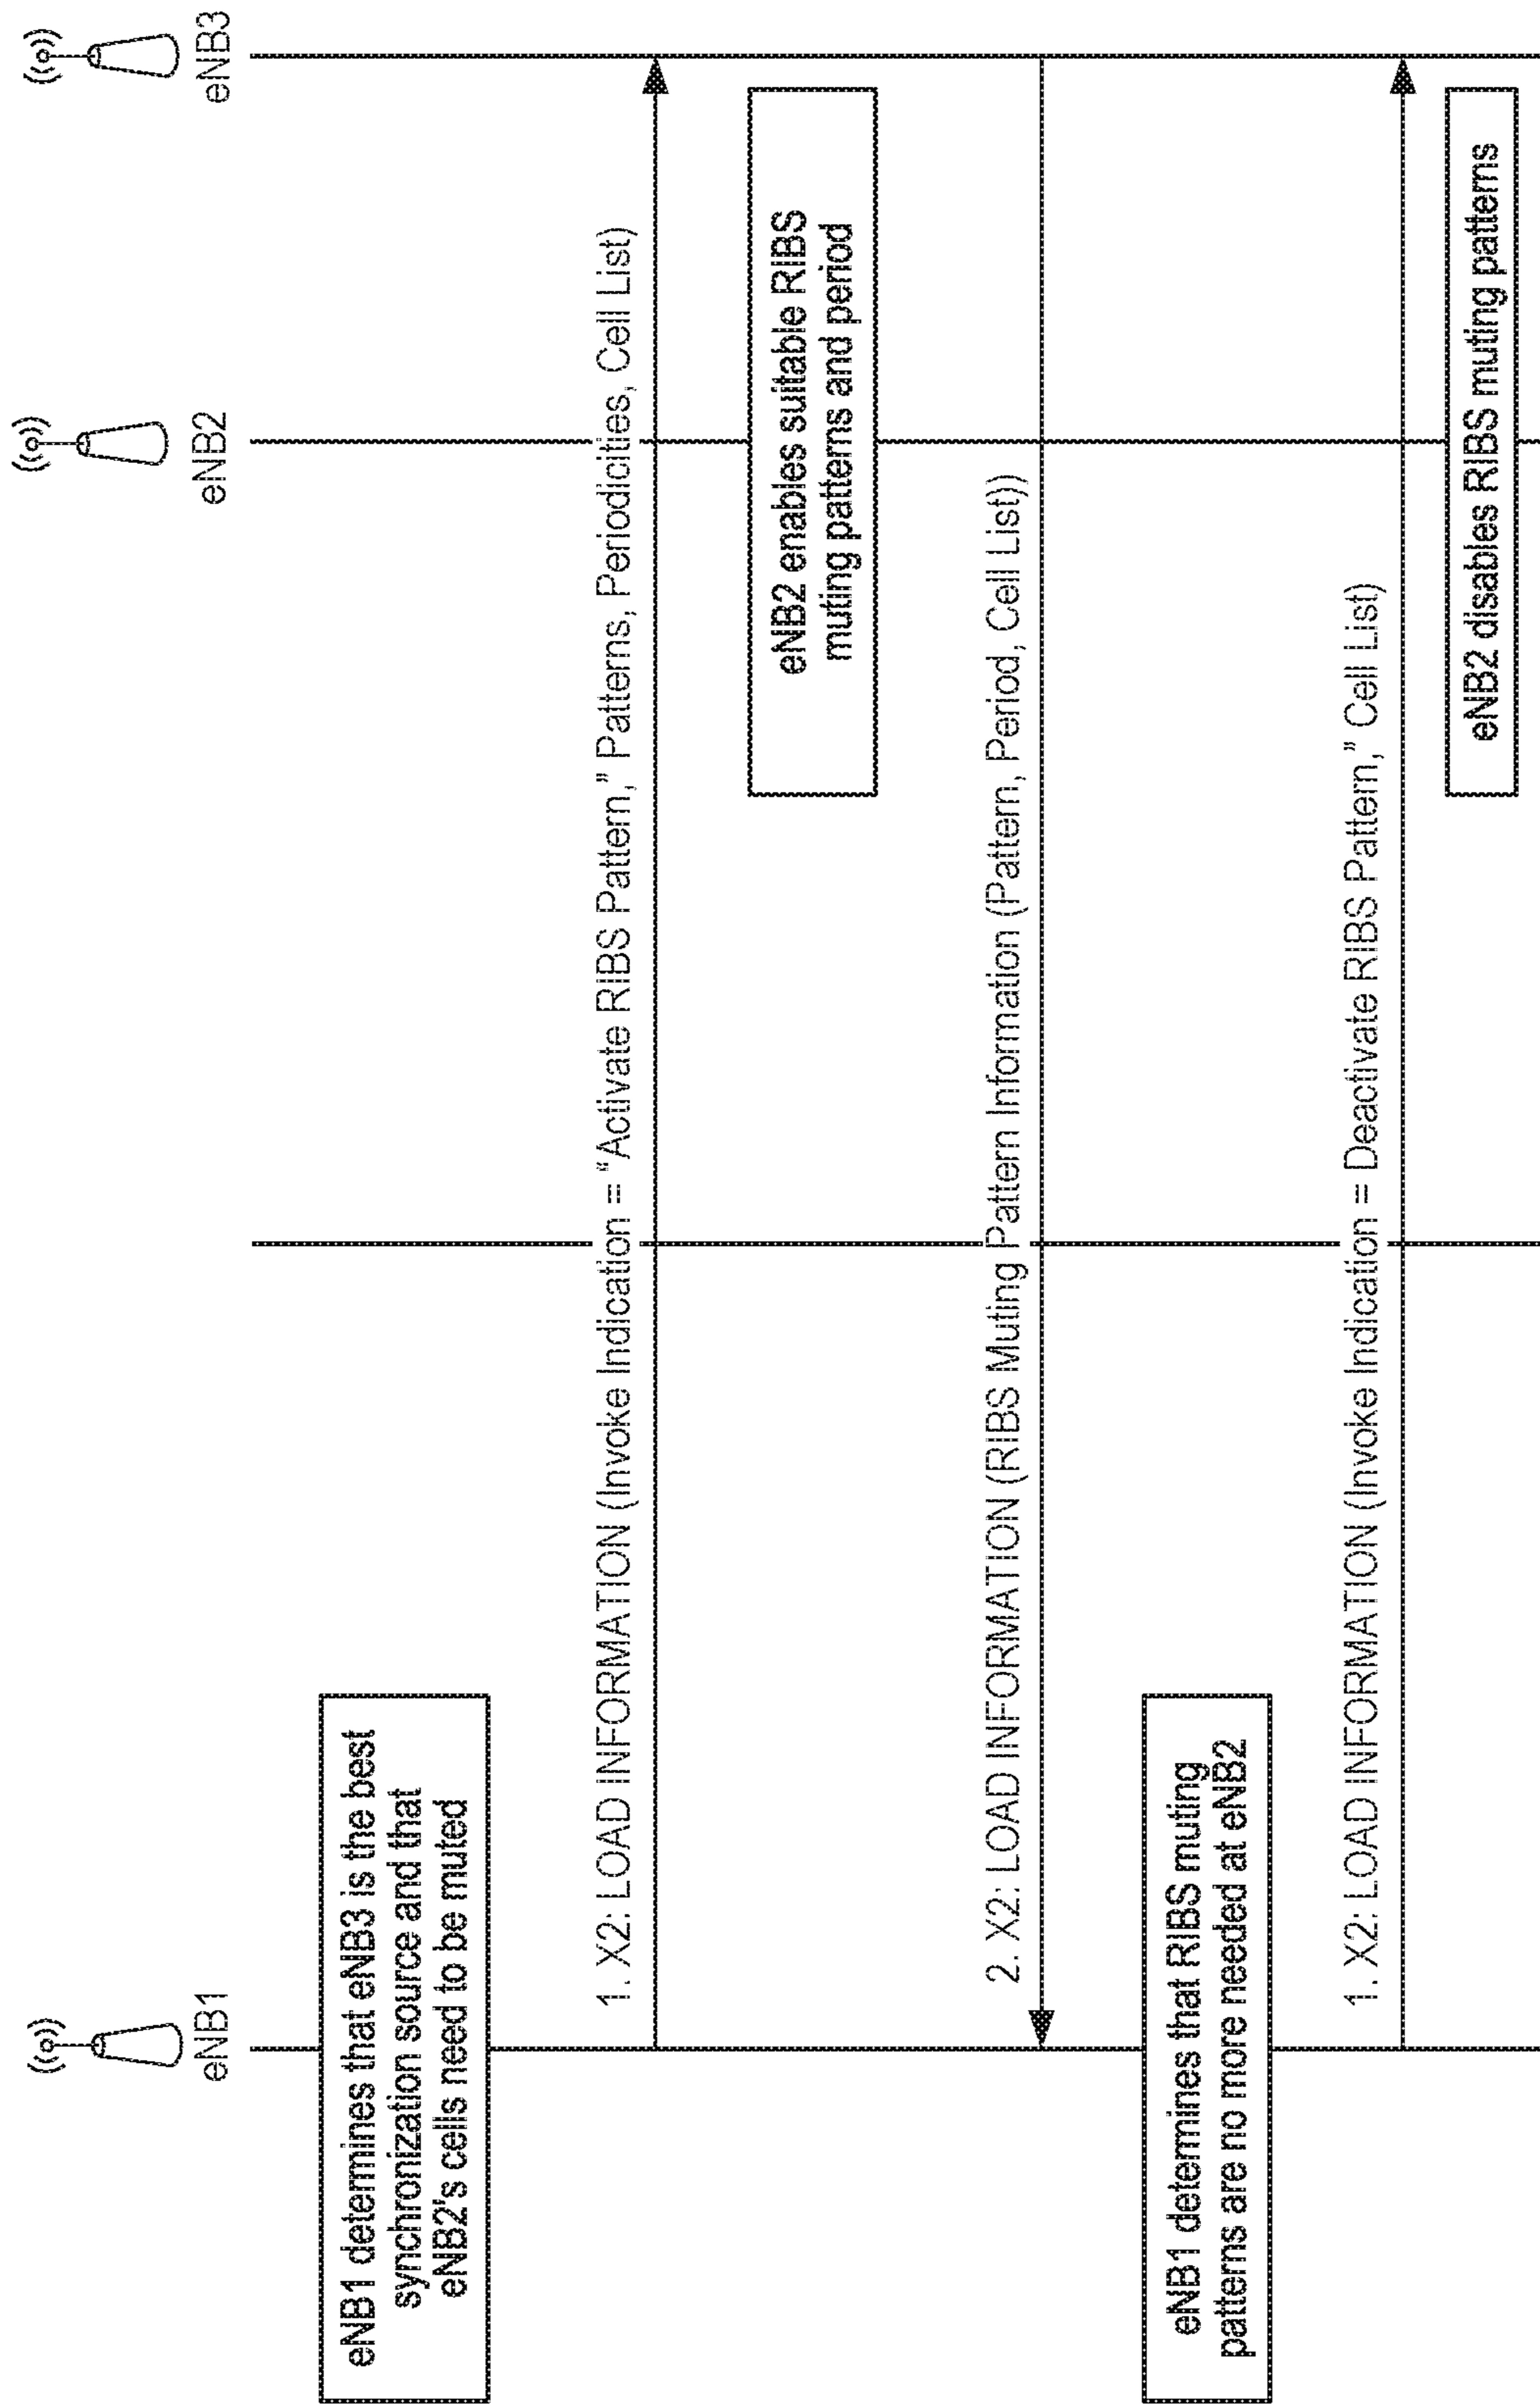 eNB1
eNB2
eNB3
eNB1 determines that eNB3 is the best
synchronization source and that
eNB2's cells need to be muted
1. X2: LOAD INFORMATION (Invoke Indication = "Activate RIBS Pattern," Patterns, Periodicities, Cell List)
eNB2 enables suitable RIBS
muting patterns and period
2. X2: LOAD INFORMATION (RIBS Muting Pattern Information (Pattern, Period, Cell List))
eNB1 determines that RIBS muting
patterns are no more needed at eNB2
1. X2: LOAD INFORMATION (Invoke Indication = Deactivate RIBS Pattern," Cell List)
eNB2 disables RIBS muting patterns